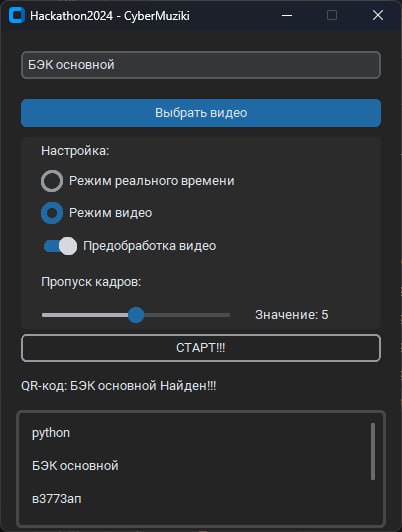 Hackathon2024 - CyberMuziki
БЭК основной
Выбрать видео
Настройка:
Режим реального времени
Режим видео
Предобработка видео
Пропуск кадров:
Значение: 5
СТАРТ!!!
QR-код: БЭК основной Найден!!!
python
БЭК основной
в3773ап